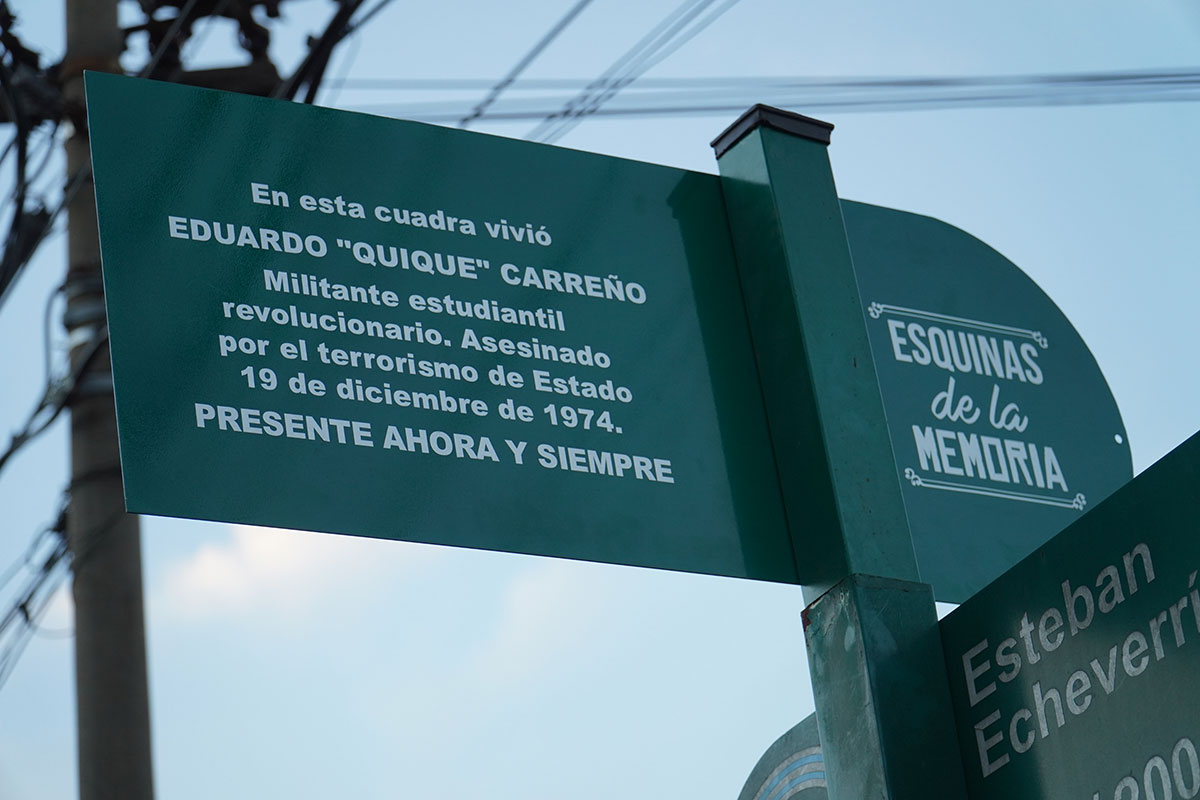 En esta cuadra vivió
EDUARDO "QUIQUE" CARREÑO
Militante estudiantil
revolucionario. Asesinado
por el terrorismo de Estado
19 de diciembre de 1974.
PRESENTE AHORA Y SIEMPRE
ESQUINAS
de la
MEMORIA
Esteban
Echeverrí